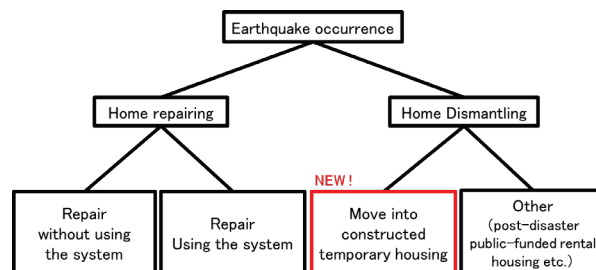 Earthquake occurrence
Home repairing
Home Dismantling
NEW!
Repair
without using
the system
Repair
Using the system
Move into
constructed
temporary housing
Other
(post-disaster
public-funded rental
housing etc.)